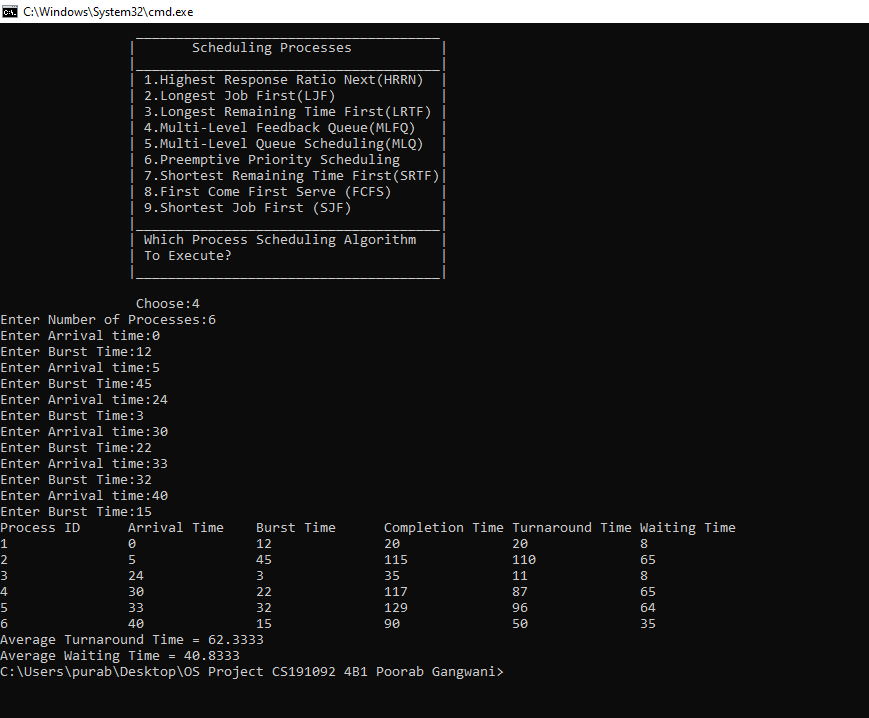 C:\Windows\System32\cmd.exe
Scheduling Processes
1.Highest Response Ratio Next(HRRN)
2.Longest Job First(LJF)
3.Longest Remaining Time First(LRTF)
4.Multi-Level Feedback Queue(MLFQ)
5.Multi-Level Queue Scheduling(MLQ)
6.Preemptive Priority Scheduling
7.Shortest Remaining Time First(SRTF)
8.First Come First Serve (FCFS)
9.Shortest Job First (SJF)
Which Process Scheduling Algorithm
To Execute?
Choose:4
Enter Number of Processes:6
Enter Arrival time:0
Enter Burst Time:12
Enter Arrival time:5
Enter Burst Time:45
Enter Arrival time:24
Enter Burst Time:3
Enter Arrival time:30
Enter Burst Time:22
Enter Arrival time:33
Enter Burst Time:32
Enter Arrival time:40
Enter Burst Time:15
Process ID Arrival Time Burst Time Completion Time Turnaround Time Waiting Time
1 0 12 20 20 8
2 5 45 115 110 65
3 24 3 35 11 8
4 30 22 117 87 65
5 33 32 129 96 64
6 40 15 90 50 35
Average Turnaround Time = 62.3333
Average Waiting Time = 40.8333
C:\Users\purab\Desktop\OS Project CS191092 4B1 Poorab Gangwani>